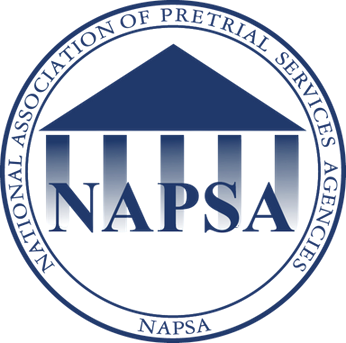 NATIONAL ASSOCIATION OF PRETRIAL SERVICES AGENCIES
NAPSA
NAPSA